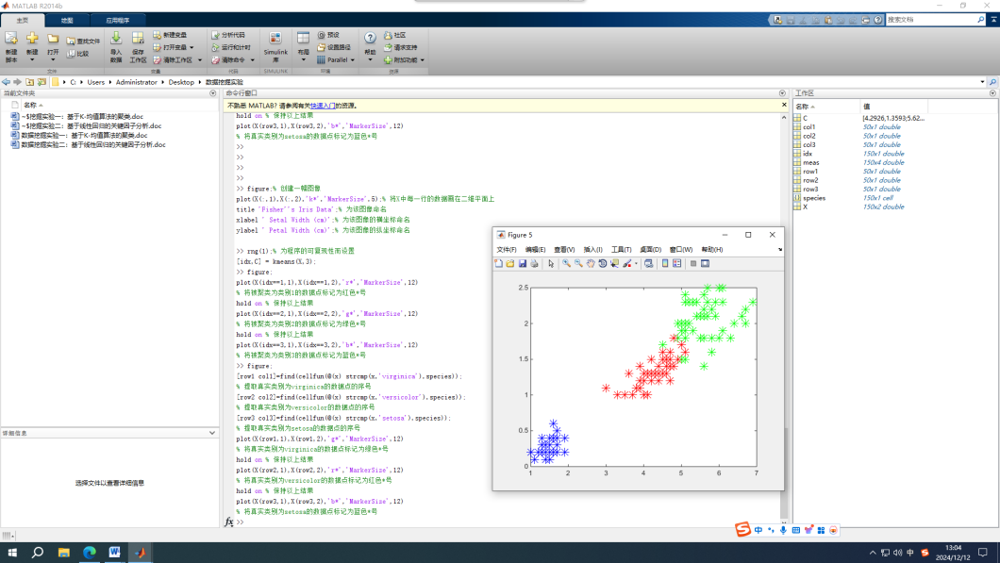 MATLAB R2014b
主页
绘图
应用程序
搜索文档
新建
脚本
新建
打开
查找文件
比较
导入
数据
保存
工作区
新建变量
打开变量
清除工作区
分析代码
运行和计时
清除命令
Simulink
库
布局
预设
设置路径
Parallel
帮助
社区
请求支持
附加功能
文件
变量
代码
SIMULINK
环境
资源
C: Users Administrator Desktop 数据挖掘实验
当前文件夹
名称
~$挖掘实验一：基于K-均值算法的聚类.doc
~$挖掘实验二：基于线性回归的关键因子分析.doc
数据挖掘实验一：基于K-均值算法的聚类.doc
数据挖掘实验二：基于线性回归的关键因子分析.doc
详细信息
选择文件以查看详细信息
命令行窗口
不熟悉 MATLAB? 请参阅有关快速入门的资源。
hold on % 保持以上结果
plot(X(row3,1),X(row3,2),'b*','MarkerSize',12)
% 将真实类别为setosa的数据点标记为蓝色*号
>>
>>
>>
>>
>> figure;% 创建一幅图像
plot(X(:,1),X(:,2),'k*','MarkerSize',5);% 将X中每一行的数据画在二维平面上
title 'Fisher''s Iris Data';% 为该图像命名
xlabel ' Setal Width (cm)';% 为该图像的横坐标命名
ylabel ' Petal Width (cm)';% 为该图像的纵坐标命名
>> rng(1);% 为程序的可复现性而设置
[idx,C] = kmeans(X,3);
>> figure;
plot(X(idx==1,1),X(idx==1,2),'r*','MarkerSize',12)
% 将被聚类为类别1的数据点标记为红色*号
hold on % 保持以上结果
plot(X(idx==2,1),X(idx==2,2),'g*','MarkerSize',12)
% 将被聚类为类别2的数据点标记为绿色*号
hold on % 保持以上结果
plot(X(idx==3,1),X(idx==3,2),'b*','MarkerSize',12)
% 将被聚类为类别3的数据点标记为蓝色*号
>> figure;
[row1 col1]=find(cellfun(@(x) strcmp(x,'virginica'),species));
% 提取真实类别为virginica的数据点的序号
[row2 col2]=find(cellfun(@(x) strcmp(x,'versicolor'),species));
% 提取真实类别为versicolor的数据点的序号
[row3 col3]=find(cellfun(@(x) strcmp(x,'setosa'),species));
% 提取真实类别为setosa的数据点的序号
plot(X(row1,1),X(row1,2),'g*','MarkerSize',12)
% 将真实类别为virginica的数据点标记为绿色*号
hold on % 保持以上结果
plot(X(row2,1),X(row2,2),'r*','MarkerSize',12)
% 将真实类别为versicolor的数据点标记为红色*号
hold on % 保持以上结果
plot(X(row3,1),X(row3,2),'b*','MarkerSize',12)
% 将真实类别为setosa的数据点标记为蓝色*号
fx >>
Figure 5
文件(F) 编辑(E) 查看(V) 插入(I) 工具(T) 桌面(D) 窗口(W) 帮助(H)
2.5
2
1.5
1
0.5
0
1 2 3 4 5 6 7
工作区
名称 值
C [4.2926,1.3593;5.62...
col1 50x1 double
col2 50x1 double
col3 50x1 double
idx 150x1 double
meas 150x4 double
row1 50x1 double
row2 50x1 double
row3 50x1 double
species 150x1 cell
X 150x2 double
中
中
13:04
2024/12/12